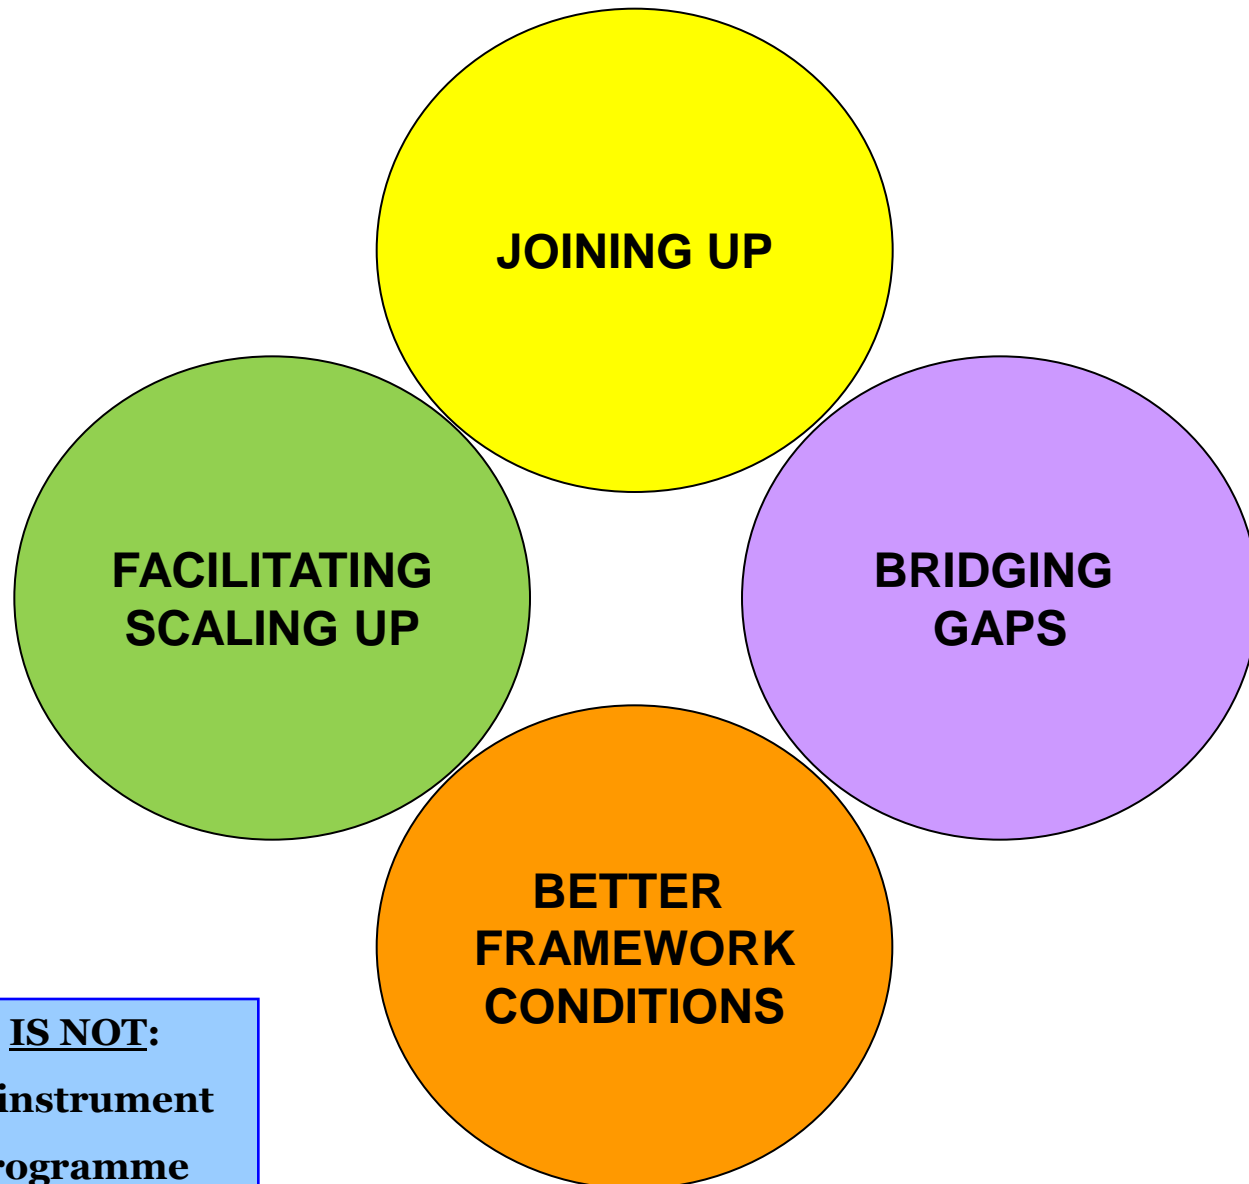 JOINING UP
FACILITATING
SCALING UP
BRIDGING
GAPS
BETTER
FRAMEWORK
CONDITIONS
IS NOT:
instrument